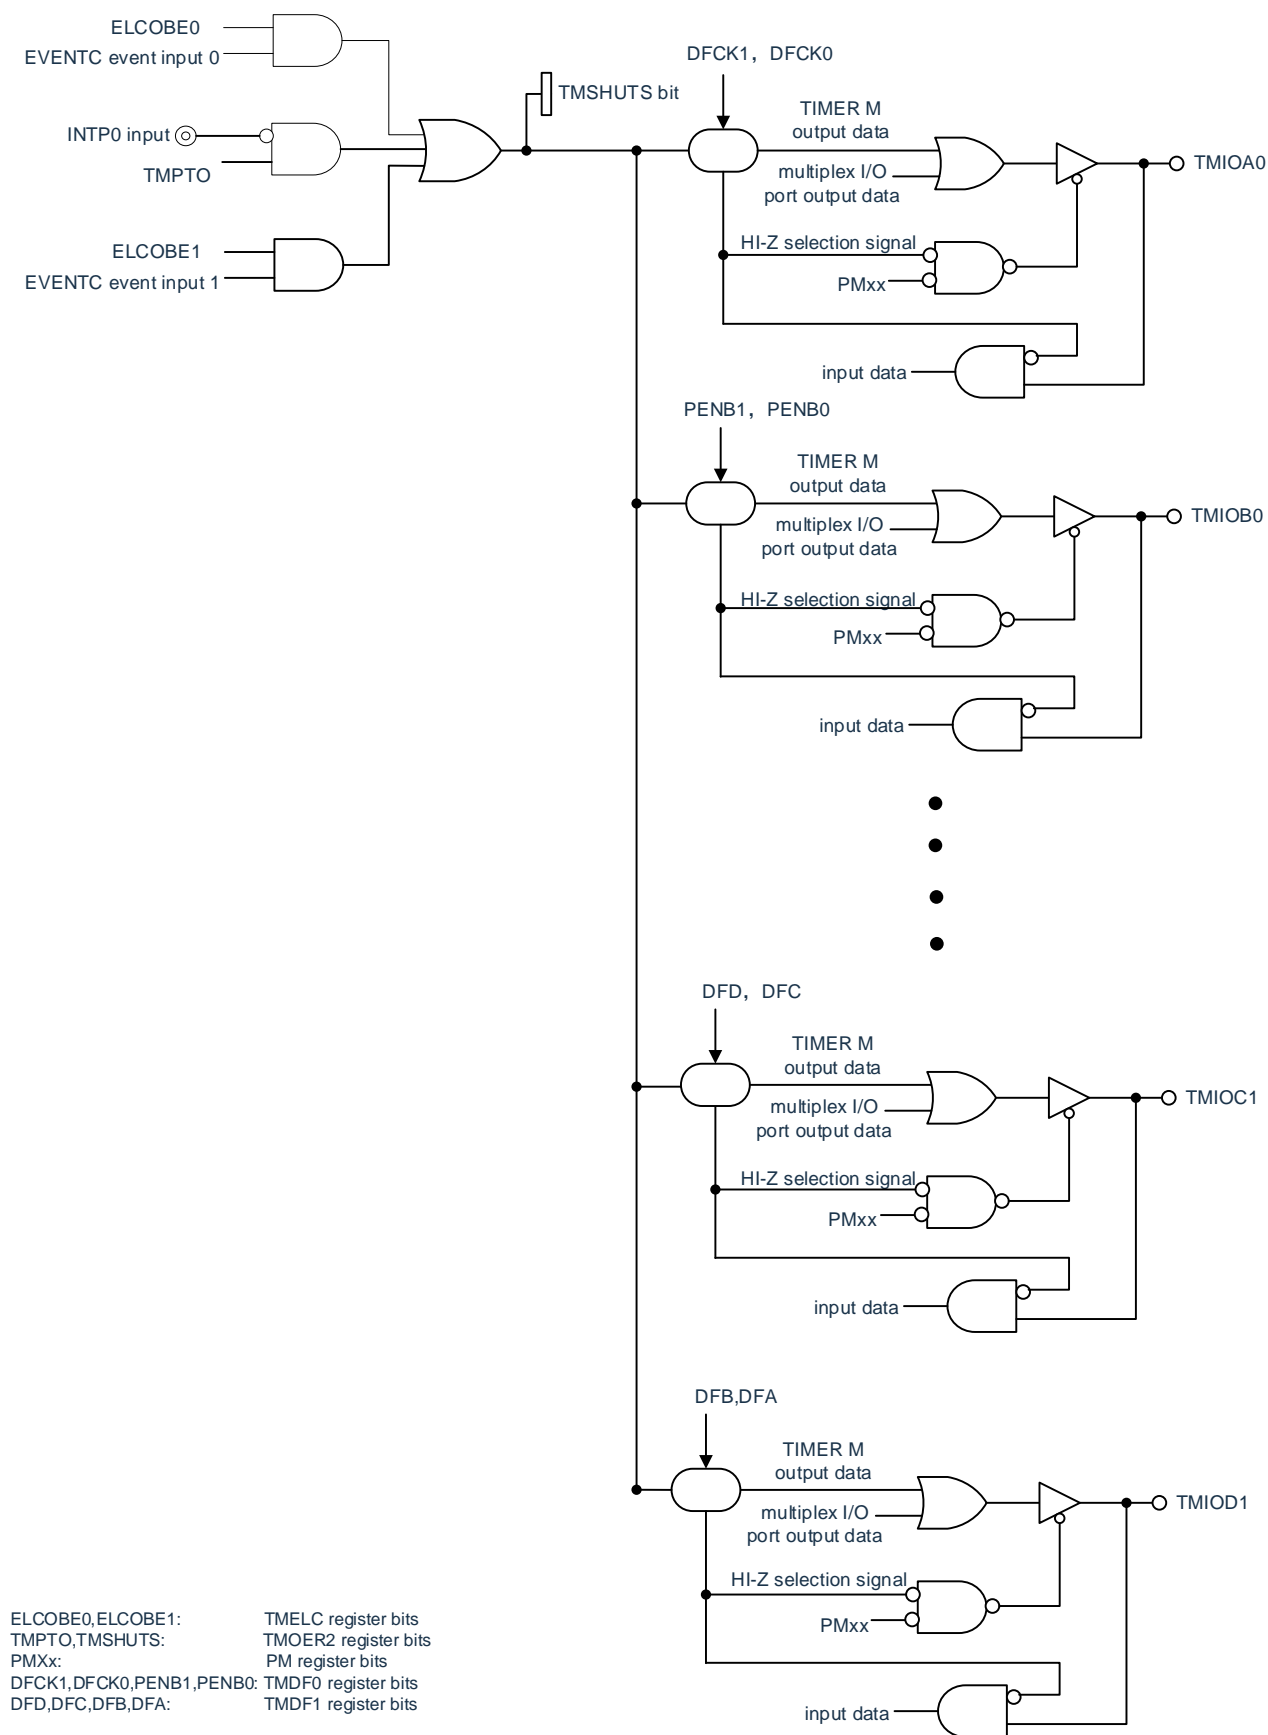 ELCOBE0
EVENTC event input 0
INTP0 input
TMPTO
ELCOBE1
EVENTC event input 1
TMSHUTS bit
DFCK1，DFCK0
TIMER M
output data
multiplex I/O
port output data
TMIOA0
HI-Z selection signal
PMxx
input data
PENB1，PENB0
TIMER M
output data
multiplex I/O
port output data
TMIOB0
HI-Z selection signal
PMxx
input data
DFD，DFC
TIMER M
output data
multiplex I/O
port output data
TMIOC1
HI-Z selection signal
PMxx
input data
DFB,DFA
TIMER M
output data
multiplex I/O
port output data
TMIOD1
HI-Z selection signal
PMxx
input data
ELCOBE0,ELCOBE1: TMELC register bits
TMPTO,TMSHUTS: TMOER2 register bits
PMXx: PM register bits
DFCK1,DFCK0,PENB1,PENB0: TMDF0 register bits
DFD,DFC,DFB,DFA: TMDF1 register bits